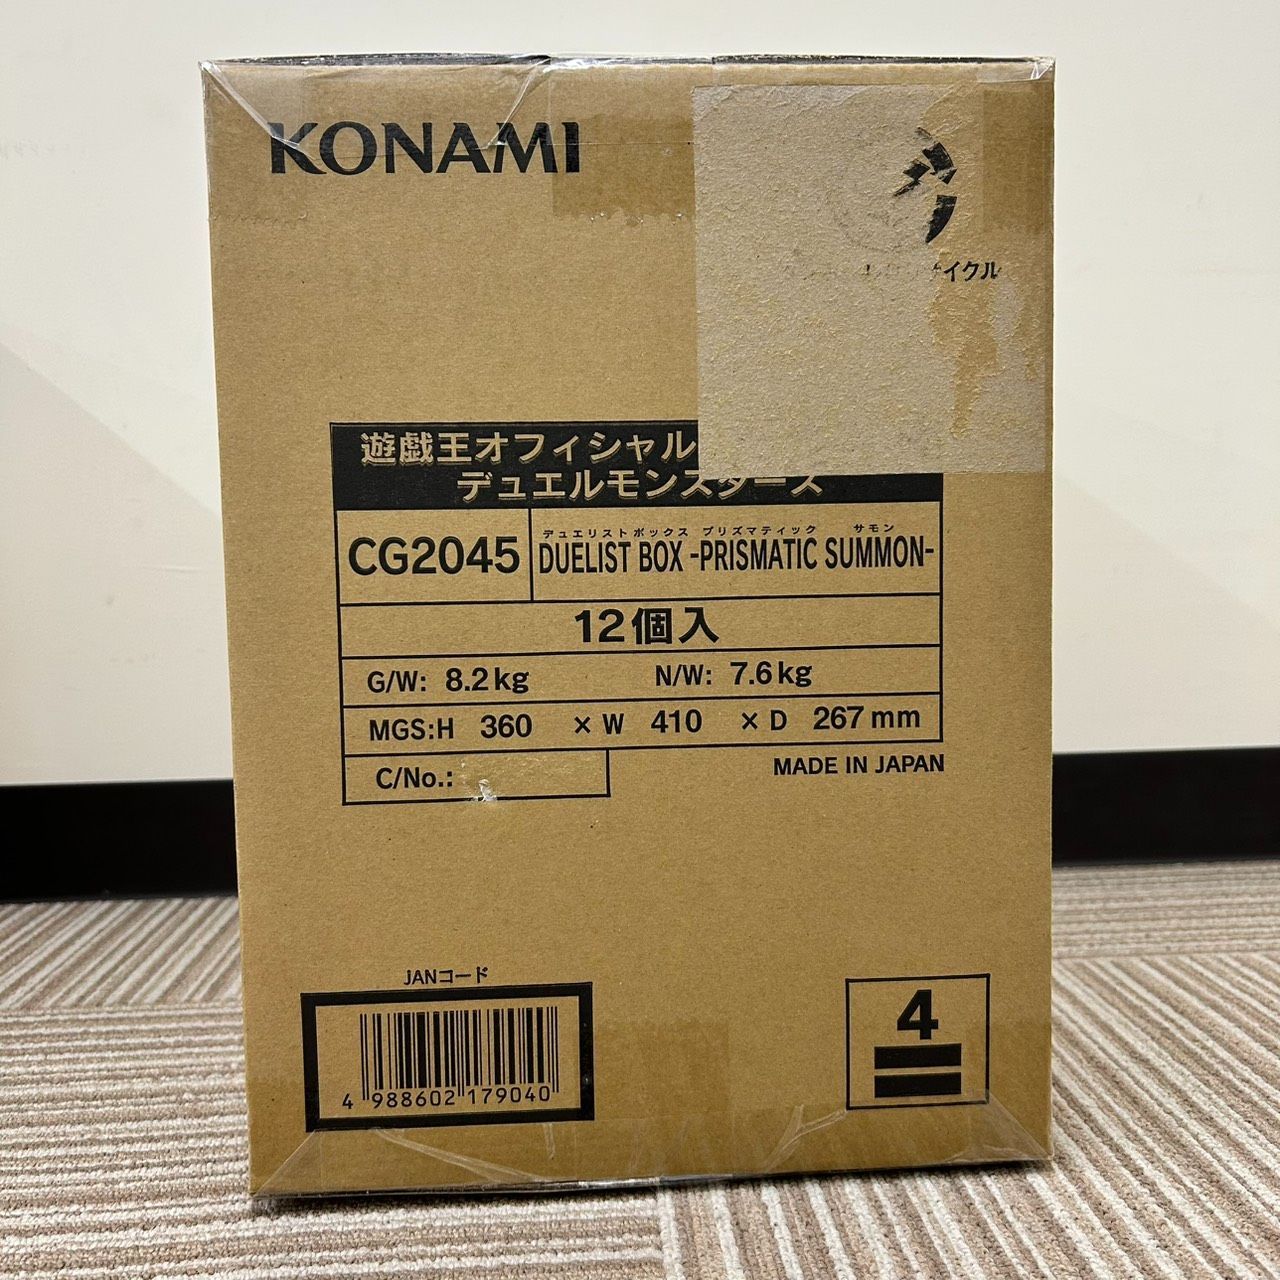 KONAMI
イクル
遊戯王オフィシャル
デュエルモンスターズ
CG2045
デュエリストボックス プリズマティック サモン
DUELIST BOX -PRISMATIC SUMMON-
12個入
G/W: 8.2kg N/W: 7.6kg
MGS:H 360 × W 410 × D 267mm
C/No.:
MADE IN JAPAN
JANコード
4 988602 179040
4